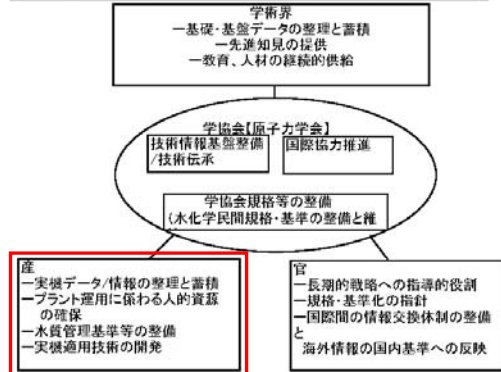 学術界
ー基礎・基盤データの整理と蓄積
ー先進知見の提供
ー教育、人材の継続的供給
学協会【原子力学会】
技術情報基盤整備
/技術伝承
国際協力推進
学協会規格等の整備
(水化学民間規格・基準の整備と維
産
ー実機データ/情報の整理と蓄積
ープラント運用に係わる人的資源
の確保
ー水質管理基準等の整備
ー実機適用技術の開発
官
ー長期的戦略への指導的役割
ー規格・基準化の指針
ー国際間の情報交換体制の整備
と
海外情報の国内基準への反映